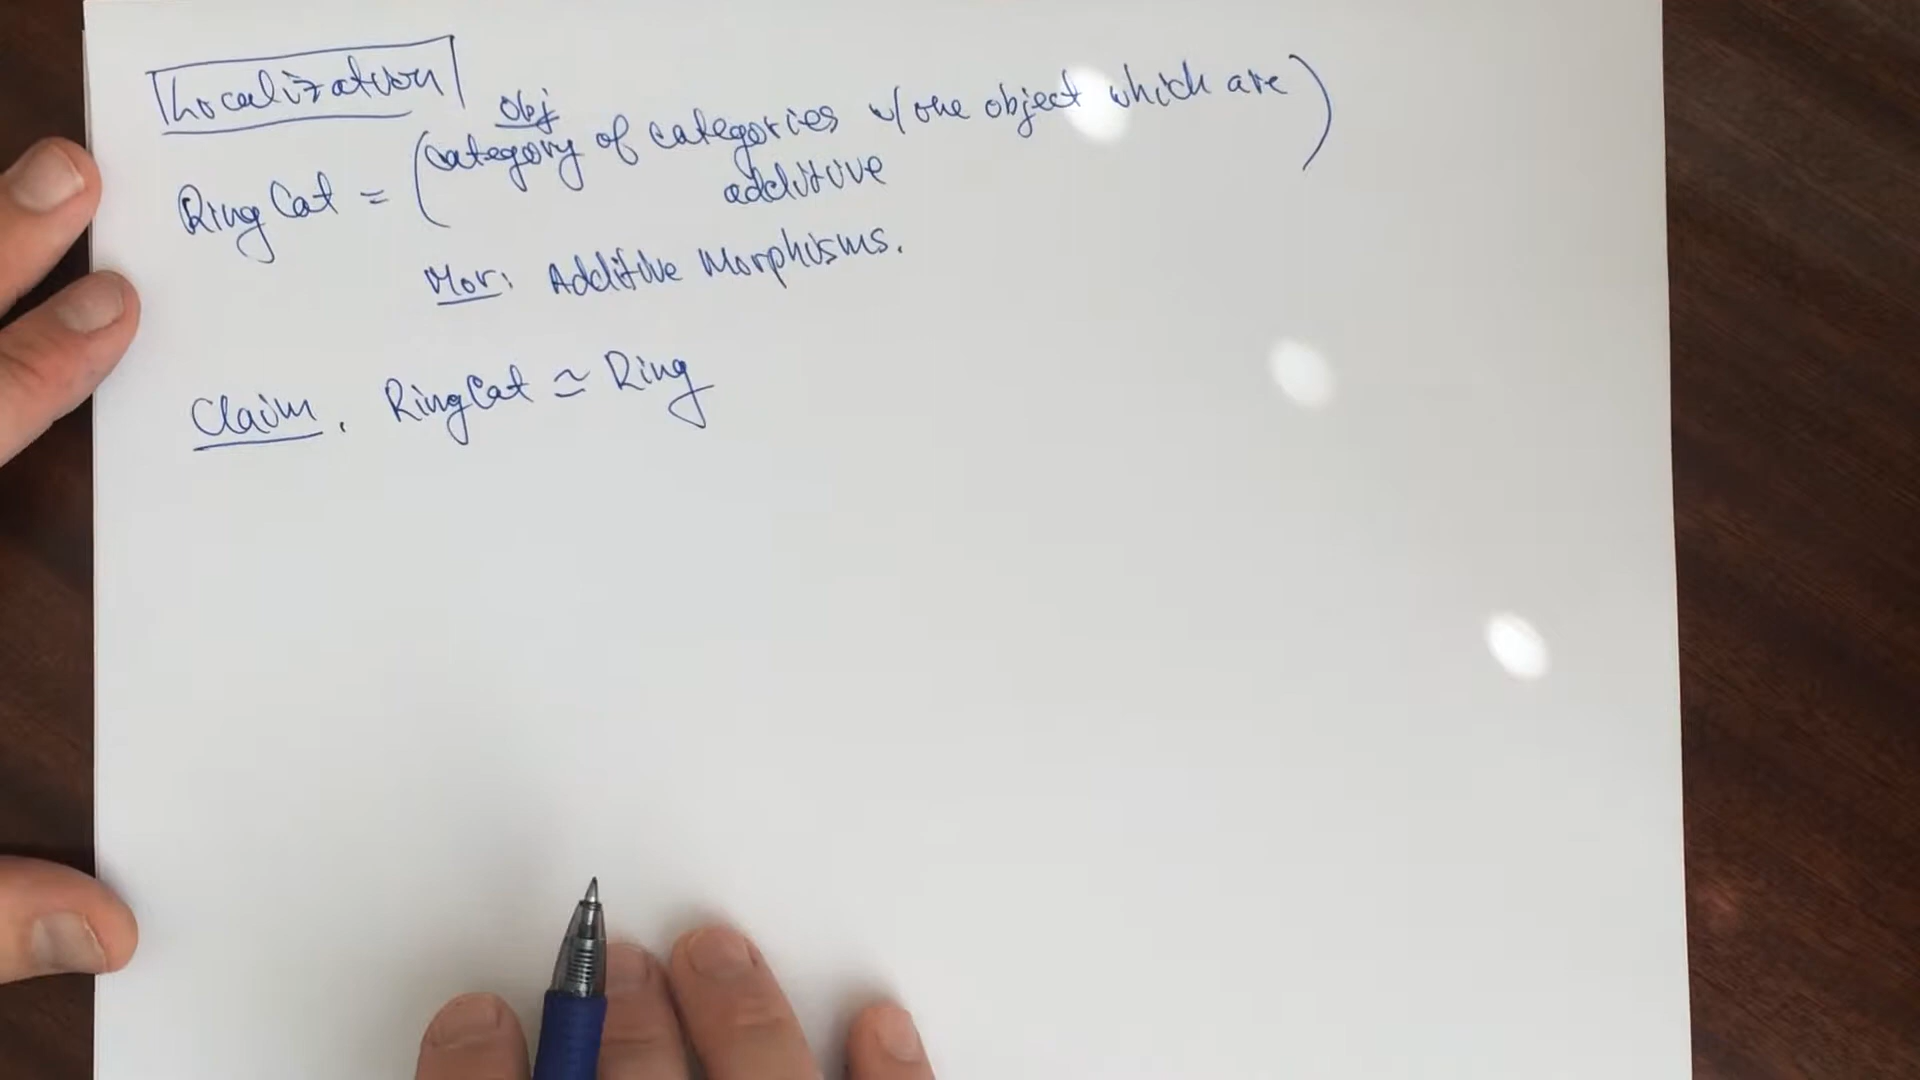 Localization
Obj
RingCat = (category of categories w/ one object which are)
additive
Mor: Additive Morphisms.
Claim. RingCat ≃ Ring